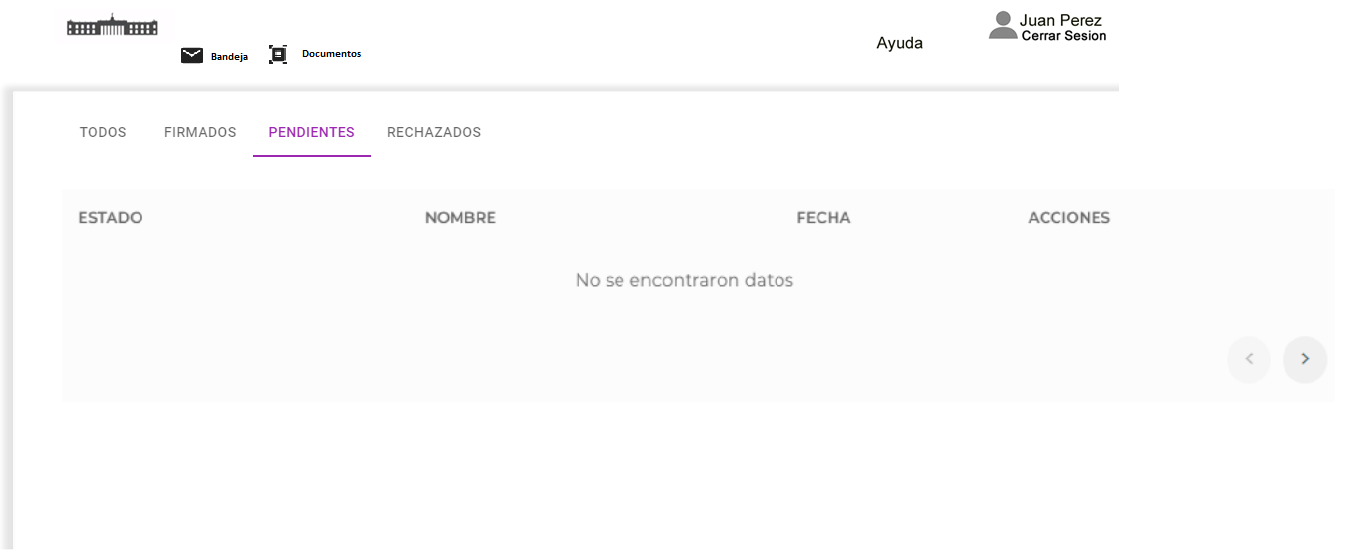 Juan Perez
Cerrar Sesion
Ayuda
Bandeja Documentos
TODOS FIRMADOS PENDIENTES RECHAZADOS
ESTADO NOMBRE FECHA ACCIONES
No se encontraron datos